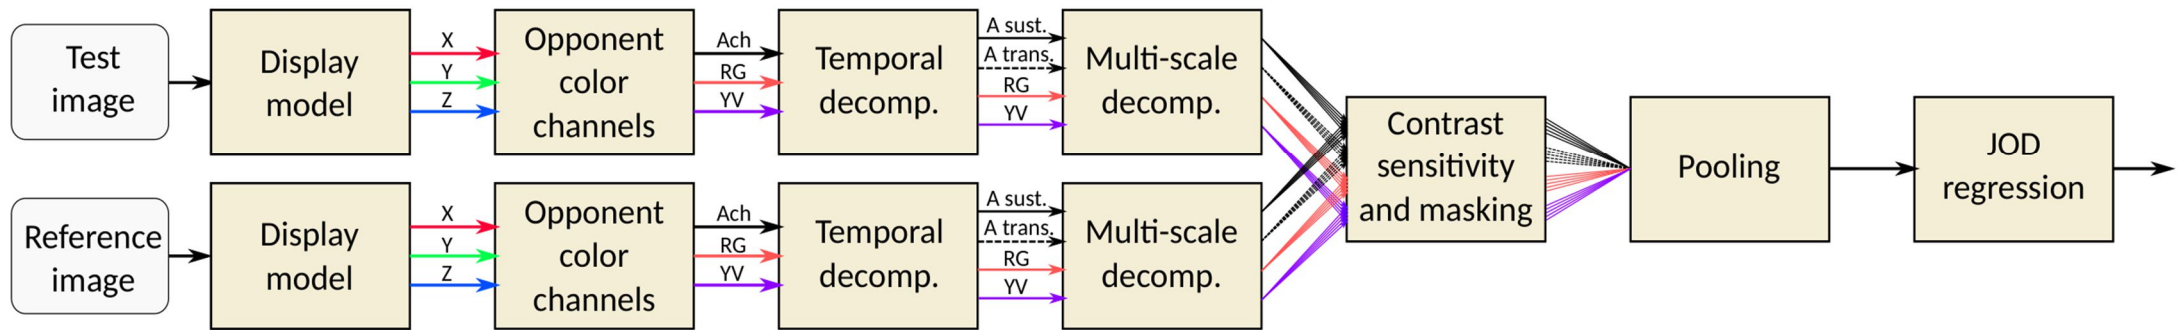 Test
image
Display
model
X
Y
Z
Opponent
color
channels
Ach
RG
YV
Temporal
decomp.
A sust.
A trans.
RG
YV
Multi-scale
decomp.
Reference
image
Display
model
X
Y
Z
Opponent
color
channels
Ach
RG
YV
Temporal
decomp.
A sust.
A trans.
RG
YV
Multi-scale
decomp.
Contrast
sensitivity
and masking
Pooling
JOD
regression